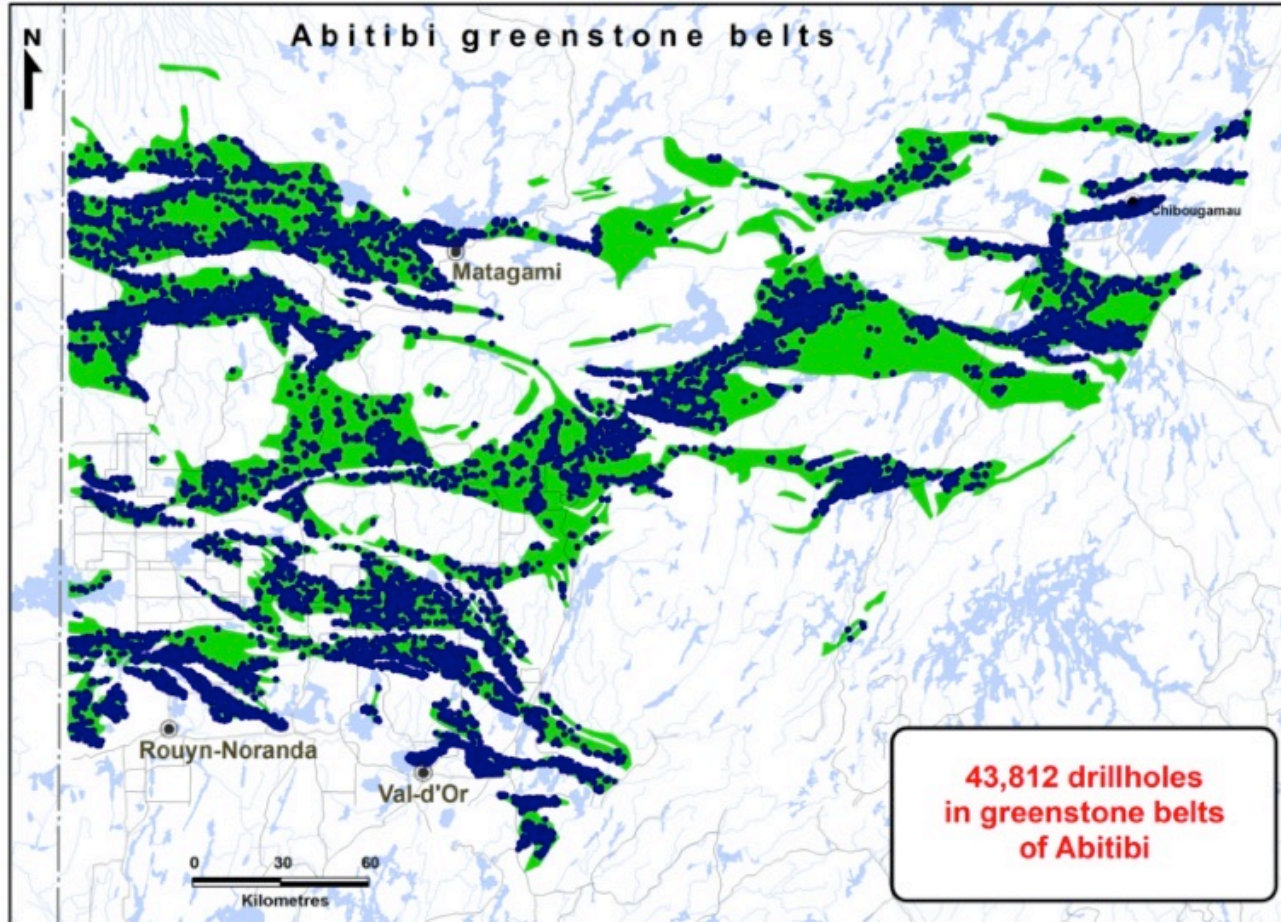 Abitibi greenstone belts
N
Chibougamau
Matagami
Rouyn-Noranda
Val-d'Or
0 30 60
Kilometres
43,812 drillholes
in greenstone belts
of Abitibi